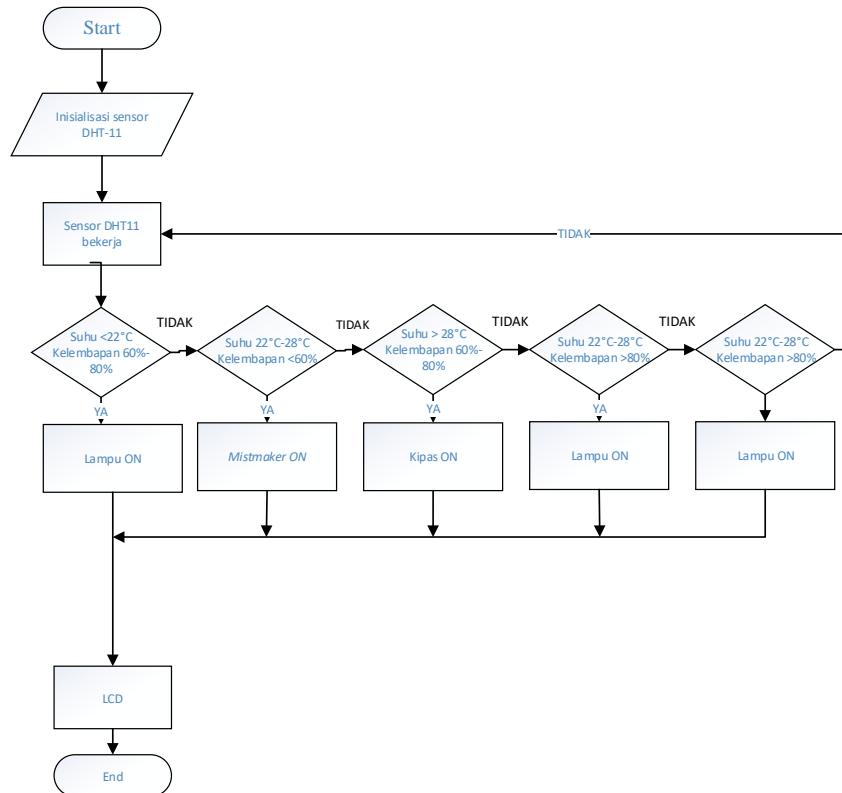 Start
Inisialisasi sensor
DHT-11
Sensor DHT11
bekerja
TIDAK
Suhu <22°C
Kelembapan 60%-
80%
TIDAK
Suhu 22°C-28°C
Kelembapan <60%
TIDAK
Suhu > 28°C
Kelembapan 60%-
80%
TIDAK
Suhu 22°C-28°C
Kelembapan >80%
TIDAK
Suhu 22°C-28°C
Kelembapan >80%
YA
YA
YA
YA
Lampu ON
Mistmaker ON
Kipas ON
Lampu ON
Lampu ON
LCD
End